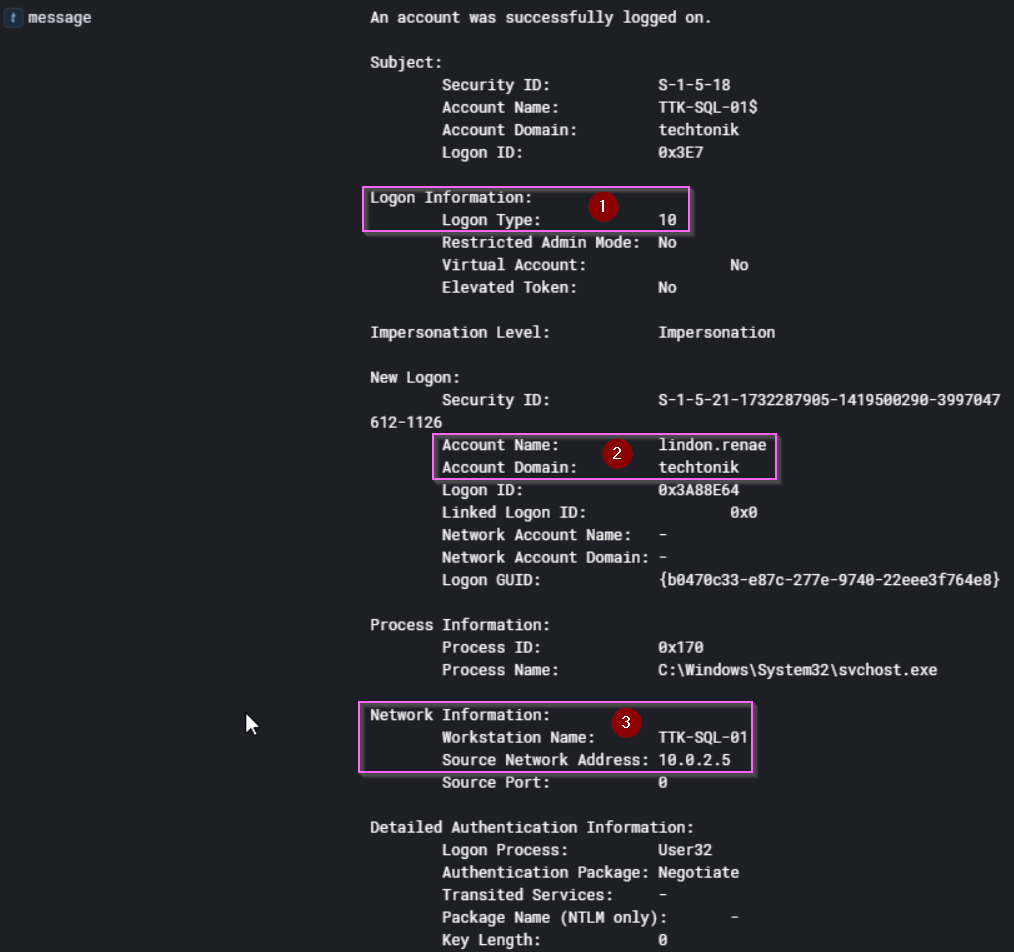 t message An account was successfully logged on.
Subject:
Security ID: S-1-5-18
Account Name: TTK-SQL-01$
Account Domain: techtonik
Logon ID: 0x3E7
Logon Information: 1
Logon Type: 10
Restricted Admin Mode: No
Virtual Account: No
Elevated Token: No
Impersonation Level: Impersonation
New Logon:
Security ID: S-1-5-21-1732287905-1419500290-3997047
612-1126
Account Name: lindon.renae
2
Account Domain: techtonik
Logon ID: 0x3A88E64
Linked Logon ID: 0x0
Network Account Name: -
Network Account Domain: -
Logon GUID: {b0470c33-e87c-277e-9740-22eee3f764e8}
Process Information:
Process ID: 0x170
Process Name: C:\Windows\System32\svchost.exe
Network Information: 3
Workstation Name: TTK-SQL-01
Source Network Address: 10.0.2.5
Source Port: 0
Detailed Authentication Information:
Logon Process: User32
Authentication Package: Negotiate
Transited Services: -
Package Name (NTLM only): -
Key Length: 0